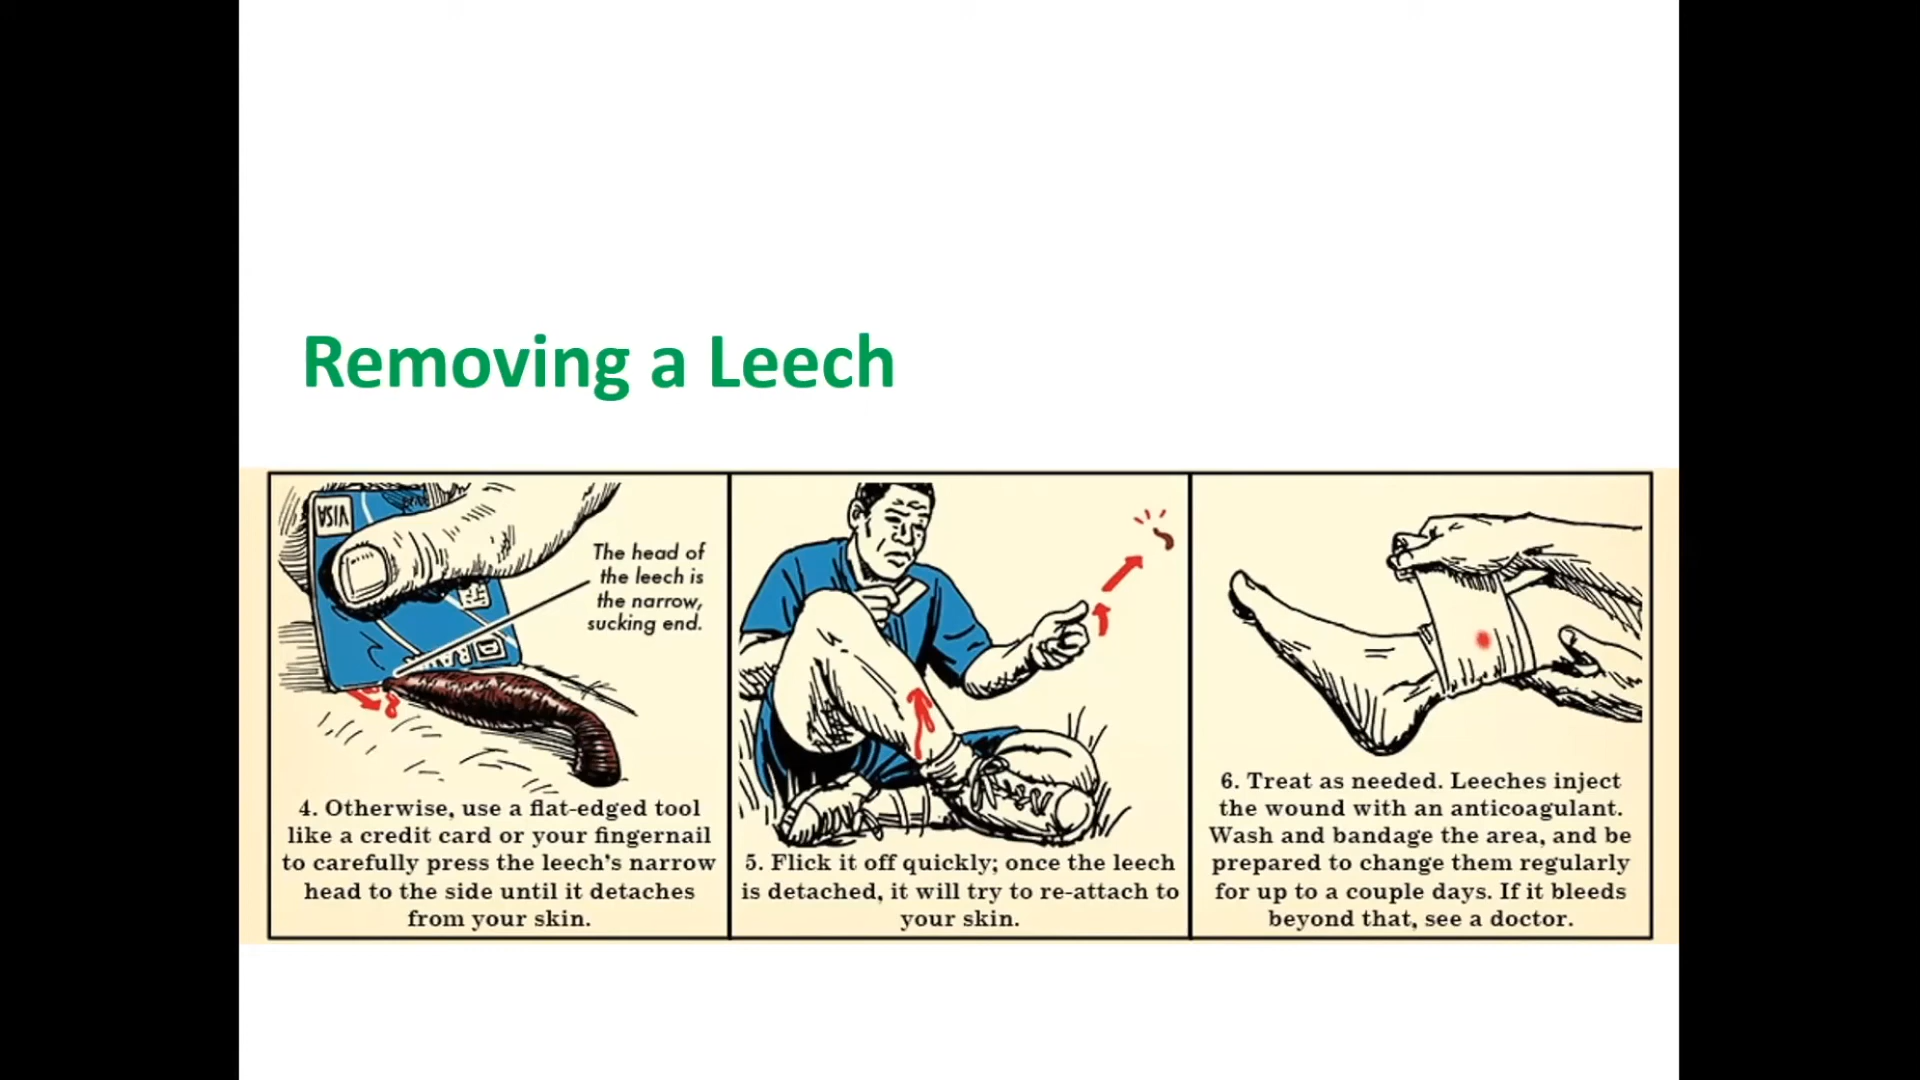 Removing a Leech
VISA
The head of
the leech is
the narrow,
sucking end.
4. Otherwise, use a flat-edged tool
like a credit card or your fingernail
to carefully press the leech's narrow
head to the side until it detaches
from your skin.
5. Flick it off quickly; once the leech
is detached, it will try to re-attach to
your skin.
6. Treat as needed. Leeches inject
the wound with an anticoagulant.
Wash and bandage the area, and be
prepared to change them regularly
for up to a couple days. If it bleeds
beyond that, see a doctor.